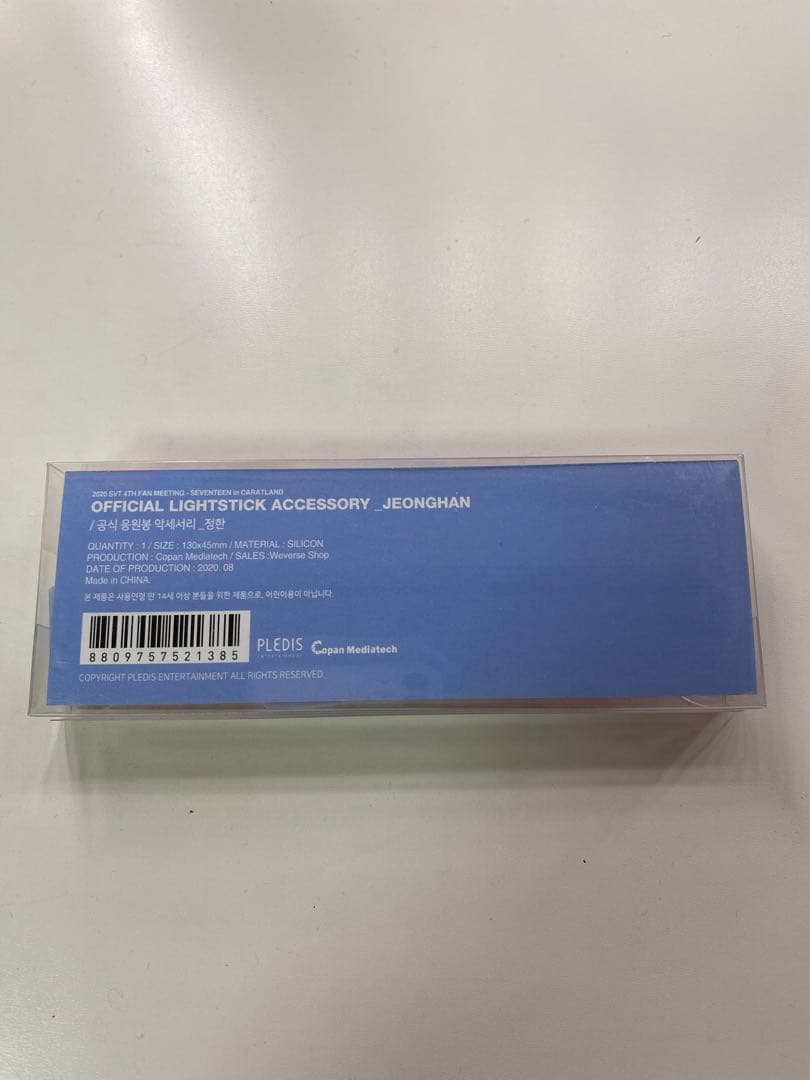 2020 SVT 4TH FAN MEETING - SEVENTEEN in CARATLAND
OFFICIAL LIGHTSTICK ACCESSORY _JEONGHAN
/ 공식 응원봉 악세서리 _정한
QUANTITY : 1 / SIZE : 130x45mm / MATERIAL : SILICON
PRODUCTION : Copan Mediatech / SALES :Weverse Shop
DATE OF PRODUCTION : 2020. 08
Made in CHINA.
본 제품은 사용연령 만 14세 이상 분들을 위한 제품으로, 어린이용이 아닙니다.
8809757521385
PLEDIS
ENTERTAINMENT
Copan Mediatech
COPYRIGHT PLEDIS ENTERTAINMENT ALL RIGHTS RESERVED.